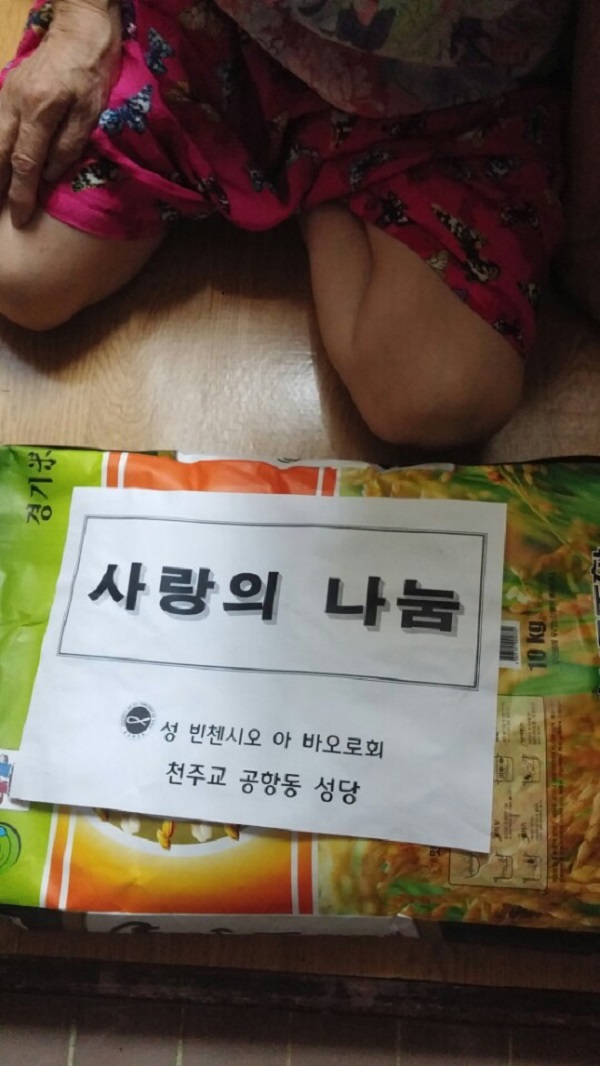 경기米
사랑의 나눔
10 kg
성 빈첸시오 아 바오로회
천주교 공항동 성당